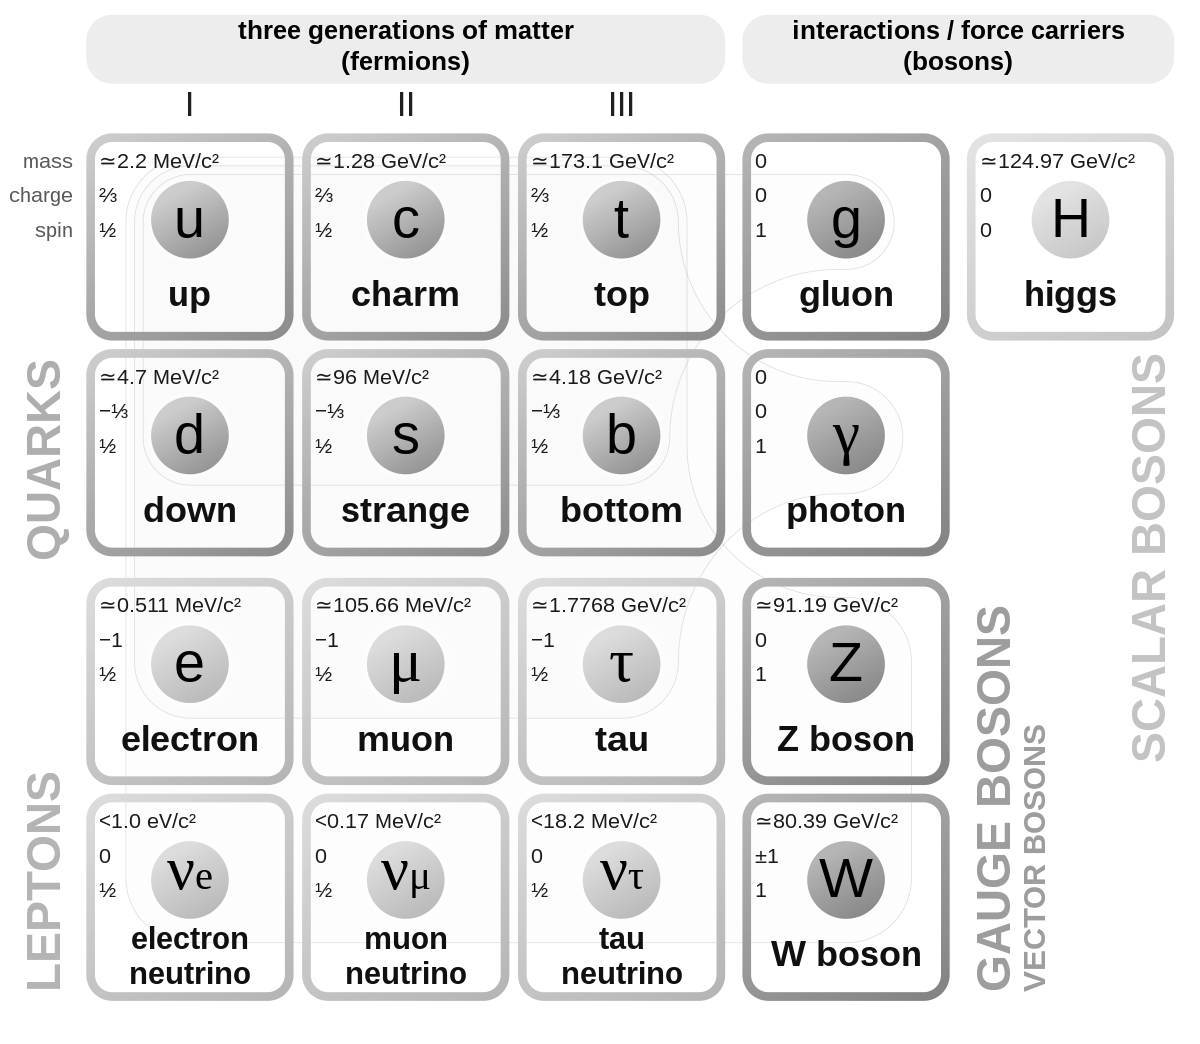 three generations of matter
(fermions)
interactions / force carriers
(bosons)
I
II
III
mass
charge
spin
≃2.2 MeV/c²
⅔
½
u
up
≃1.28 GeV/c²
⅔
½
c
charm
≃173.1 GeV/c²
⅔
½
t
top
0
0
1
g
gluon
≃124.97 GeV/c²
0
0
H
higgs
QUARKS
≃4.7 MeV/c²
−⅓
½
d
down
≃96 MeV/c²
−⅓
½
s
strange
≃4.18 GeV/c²
−⅓
½
b
bottom
0
0
1
γ
photon
SCALAR BOSONS
LEPTONS
≃0.511 MeV/c²
−1
½
e
electron
≃105.66 MeV/c²
−1
½
μ
muon
≃1.7768 GeV/c²
−1
½
τ
tau
≃91.19 GeV/c²
0
1
Z
Z boson
GAUGE BOSONS
VECTOR BOSONS
<1.0 eV/c²
0
½
νe
electron
neutrino
<0.17 MeV/c²
0
½
νμ
muon
neutrino
<18.2 MeV/c²
0
½
ντ
tau
neutrino
≃80.39 GeV/c²
±1
1
W
W boson